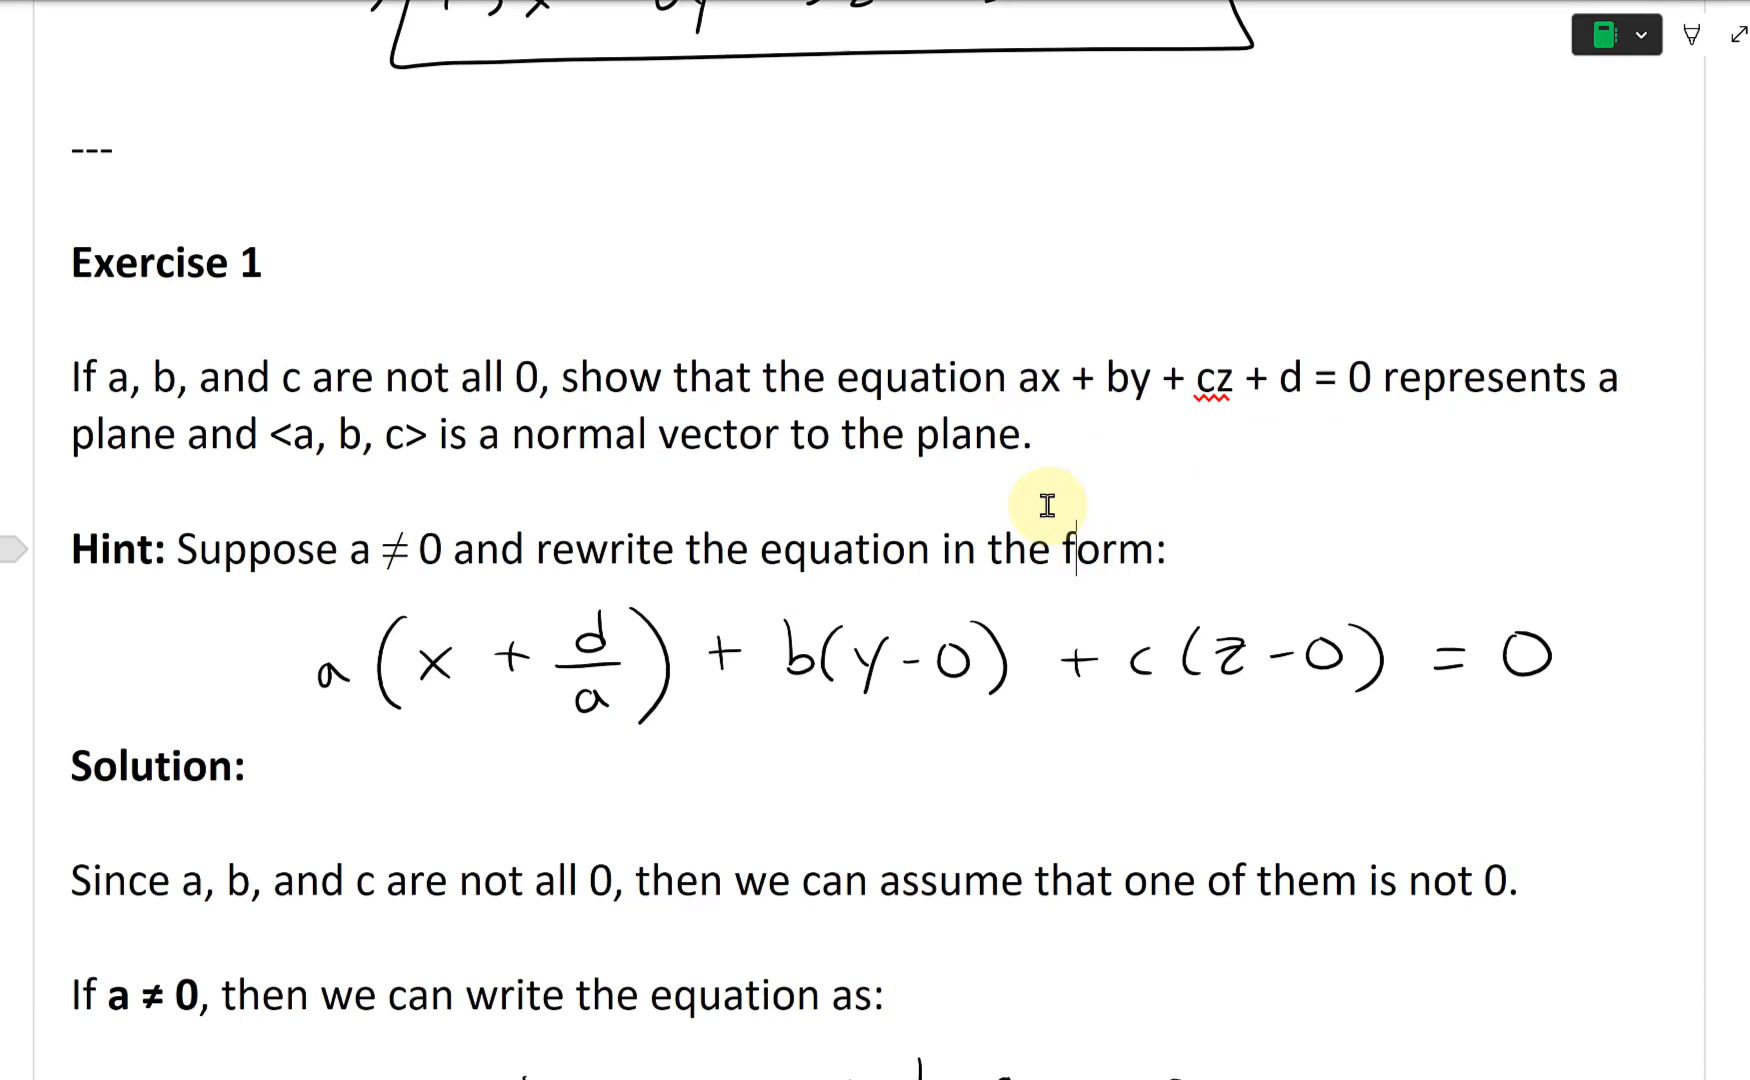 ---
Exercise 1
If a, b, and c are not all 0, show that the equation ax + by + cz + d = 0 represents a
plane and <a, b, c> is a normal vector to the plane.
Hint: Suppose a ≠ 0 and rewrite the equation in the form:
a(x + d/a) + b(y-0) + c(z-0) = 0
Solution:
Since a, b, and c are not all 0, then we can assume that one of them is not 0.
If a ≠ 0, then we can write the equation as: